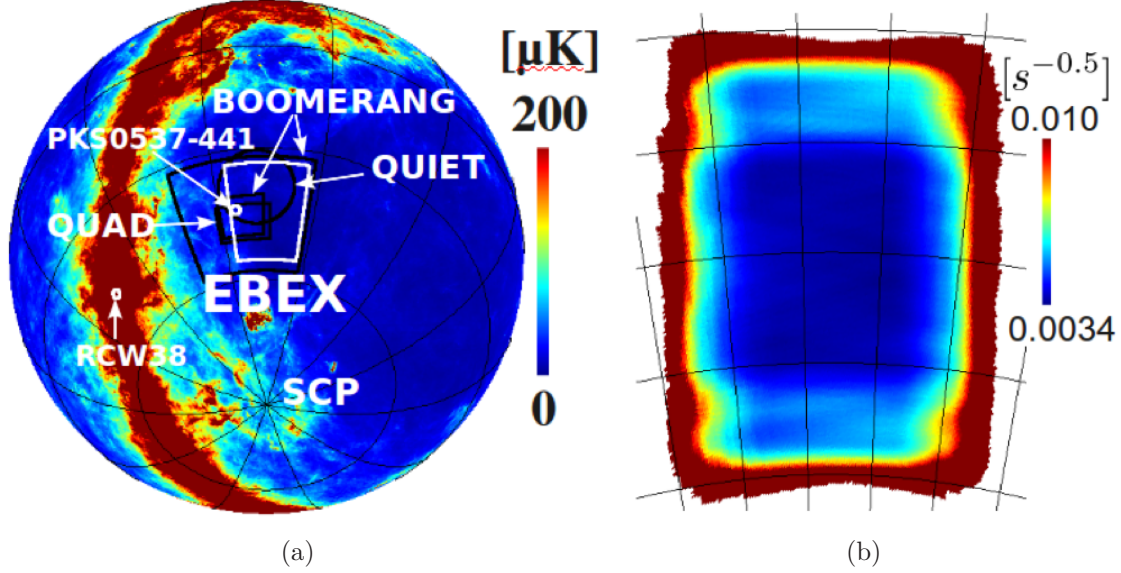 [μK]
200
0
BOOMERANG
PKS0537-441
QUIET
QUAD
EBEX
RCW38
SCP
(a)
[s^{-0.5}]
0.010
0.0034
(b)